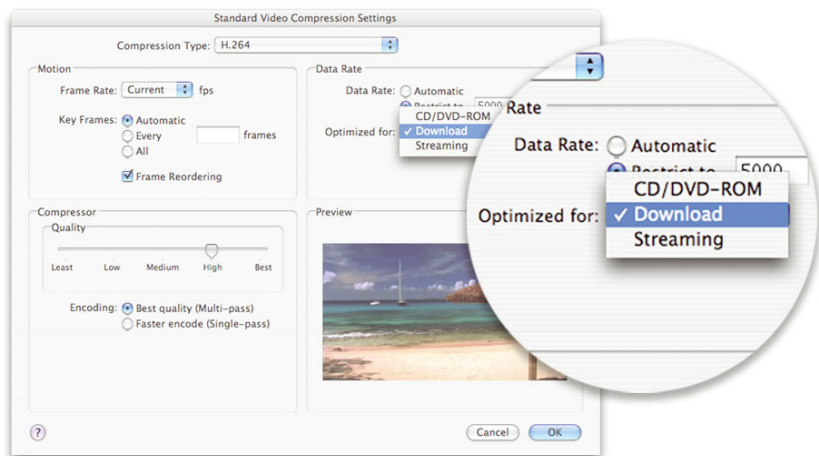 Standard Video Compression Settings
Compression Type: H.264
Motion
Frame Rate: Current fps
Key Frames: Automatic
Every frames
All
Frame Reordering
Data Rate
Data Rate: Automatic
Restrict to 5000
CD/DVD-ROM
Optimized for: ✓ Download
Streaming
Compressor
Quality
Least Low Medium High Best
Encoding: Best quality (Multi-pass)
Faster encode (Single-pass)
Preview
? Cancel OK
Rate
Data Rate: Automatic
Restrict to 5000
CD/DVD-ROM
Optimized for: ✓ Download
Streaming